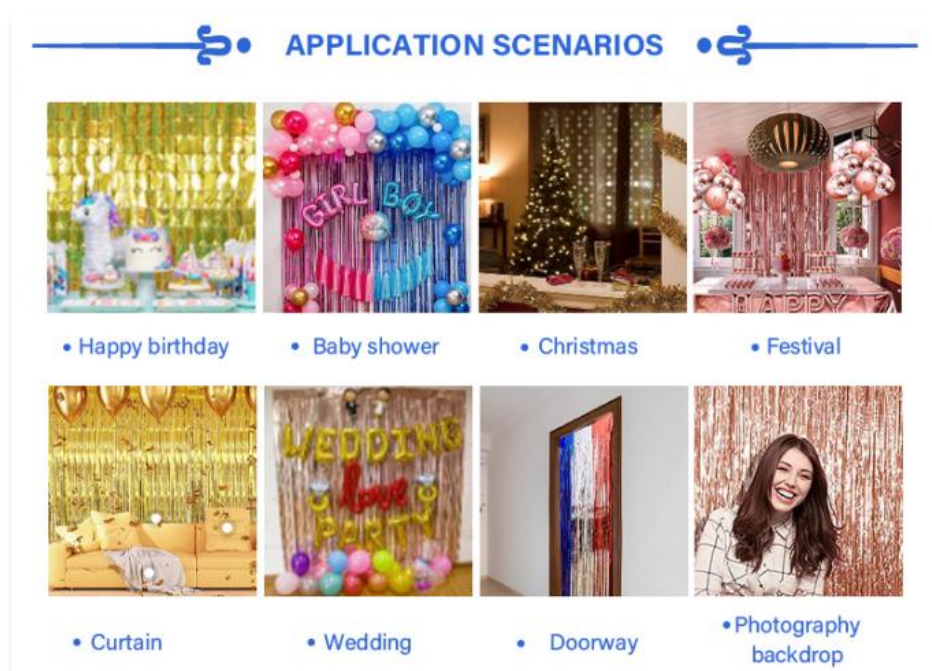 APPLICATION SCENARIOS
GIRL BOY
HAPPY
• Happy birthday
• Baby shower
• Christmas
• Festival
WEDDING
love
PARTY
• Curtain
• Wedding
• Doorway
• Photography
backdrop